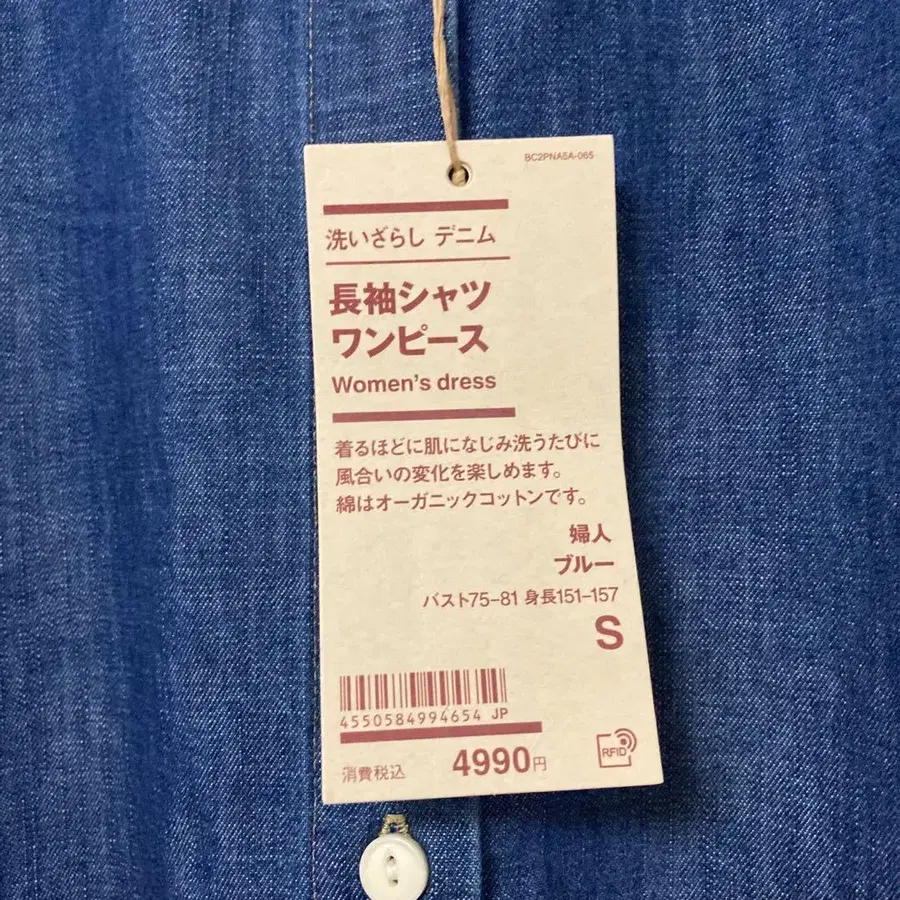 BC2PNA5A-065
洗いざらし デニム
長袖シャツ
ワンピース
Women's dress
着るほどに肌になじみ洗うたびに
風合いの変化を楽しめます。
綿はオーガニックコットンです。
婦人
ブルー
バスト75–81 身長151–157
S
4550584994654 JP
消費税込 4990円
RFID